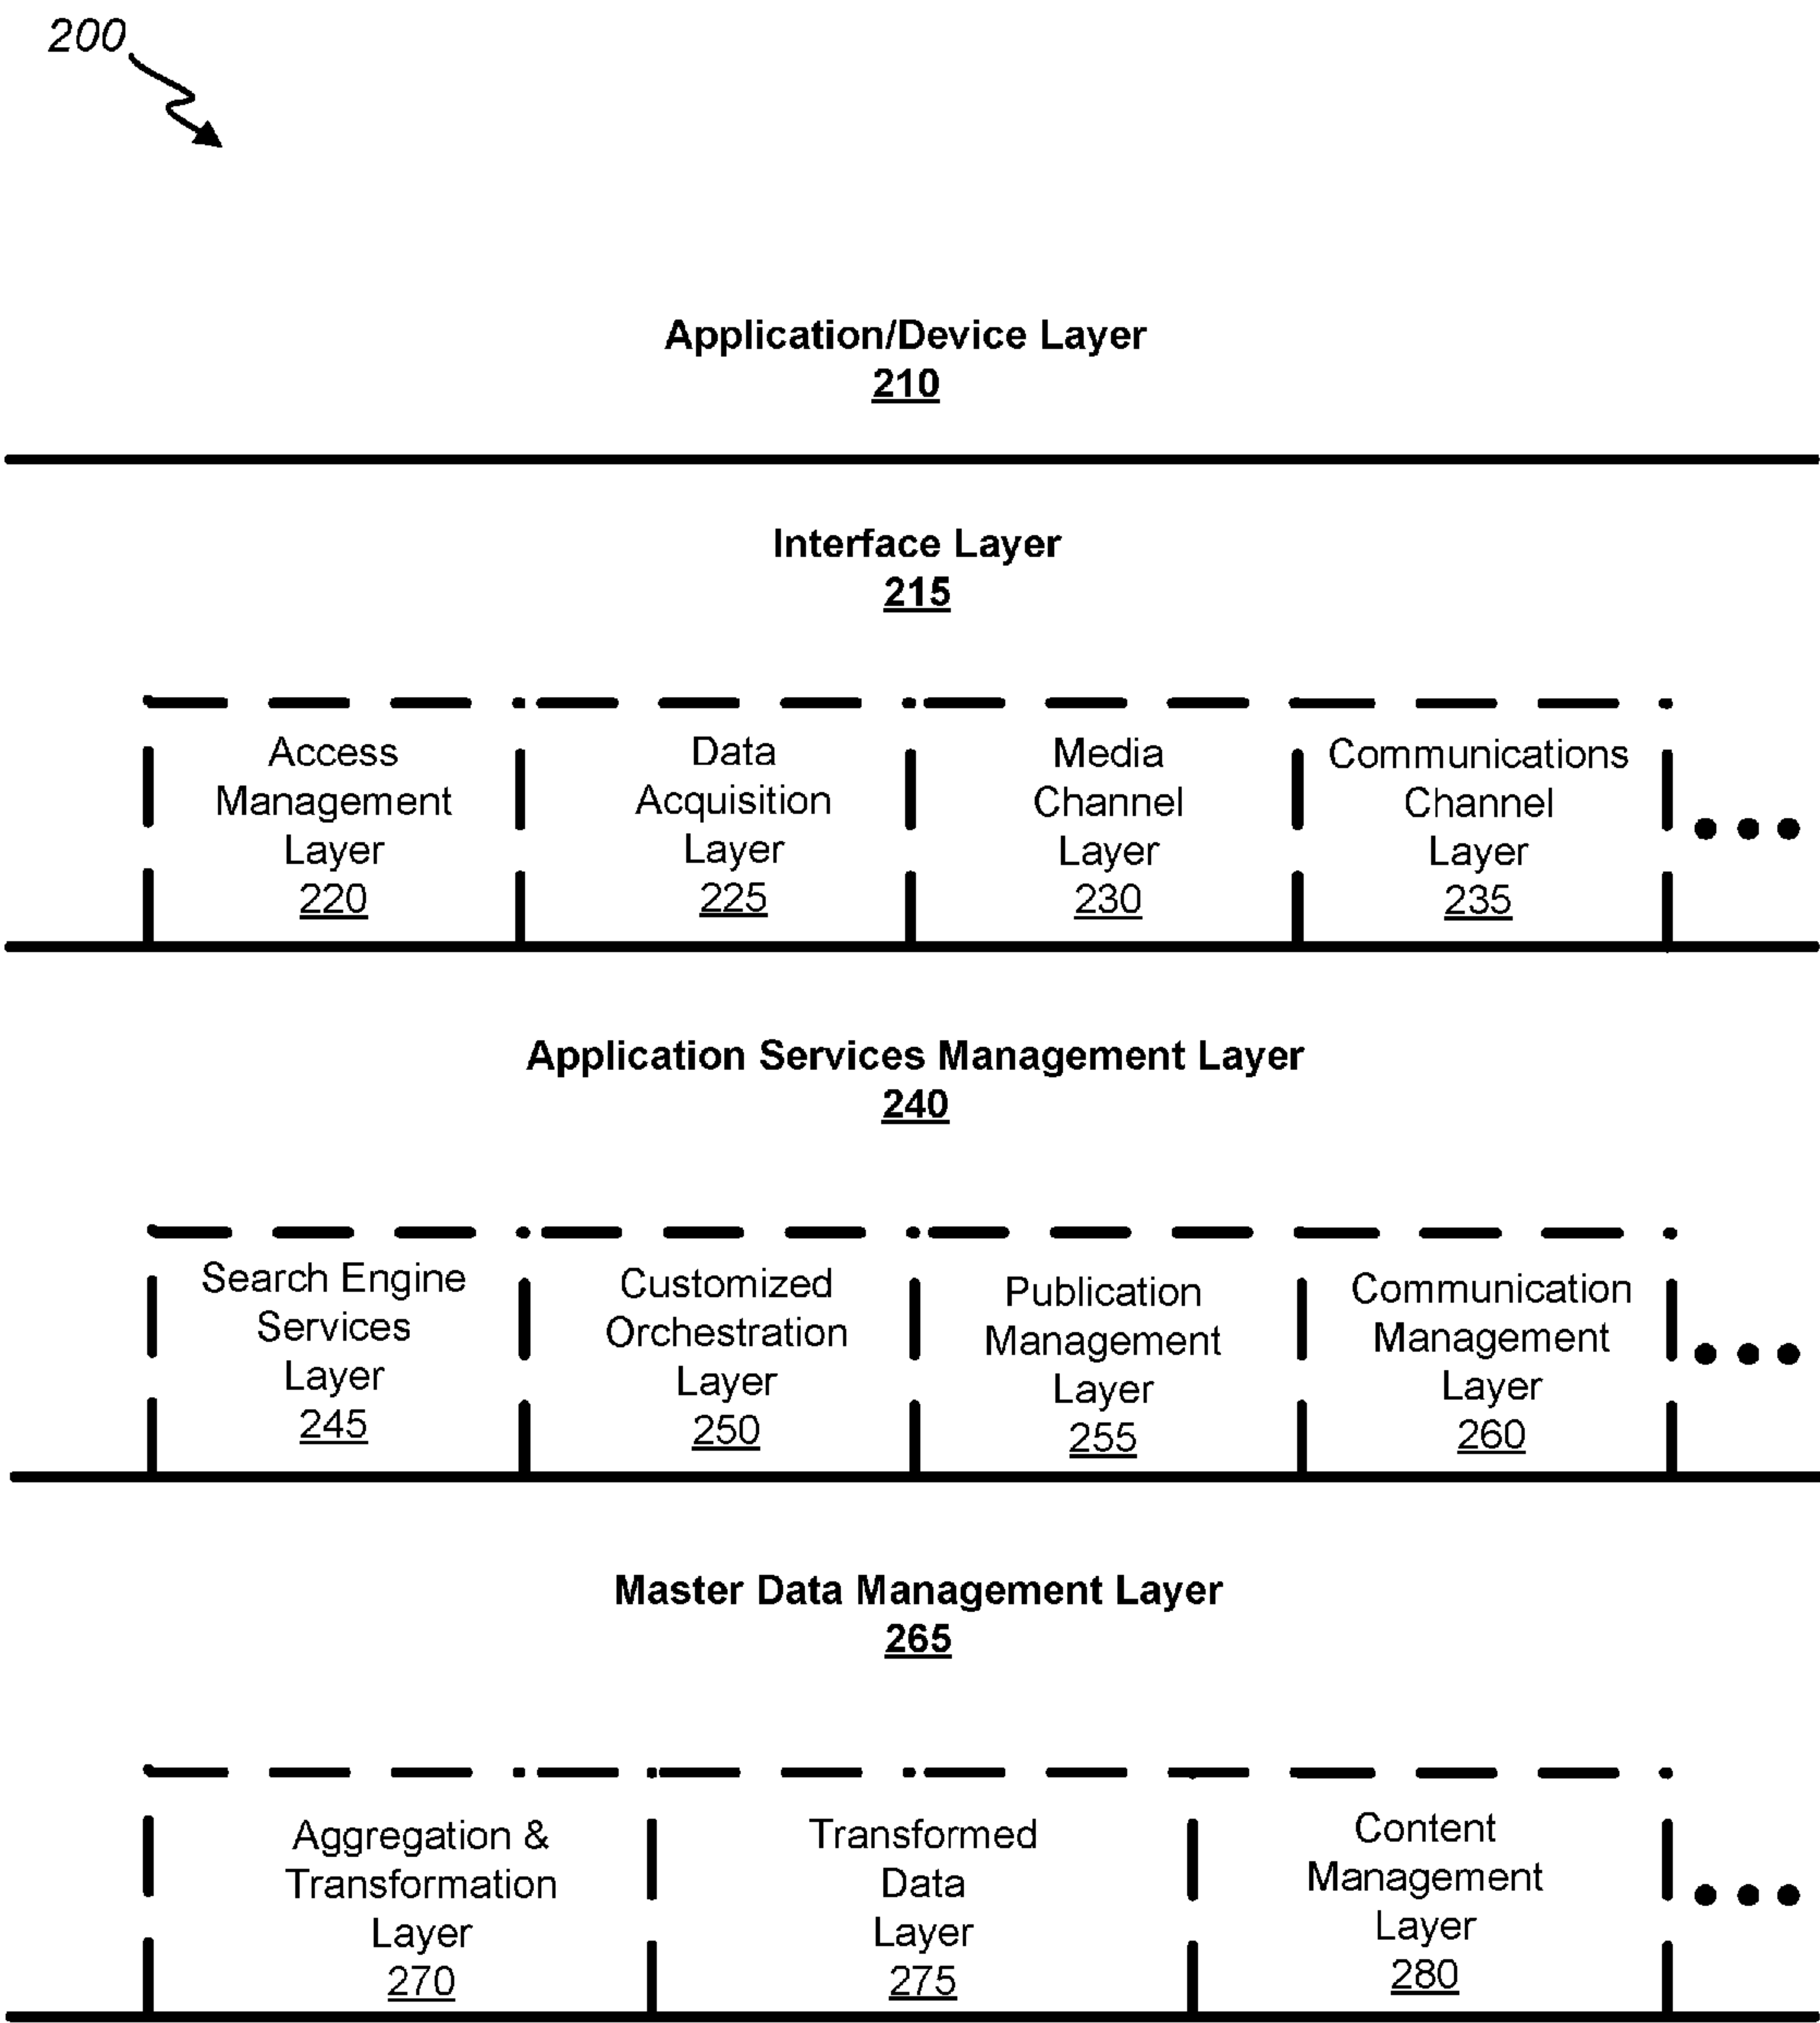 200
Application/Device Layer
210
Interface Layer
215
Access
Management
Layer
220
Data
Acquisition
Layer
225
Media
Channel
Layer
230
Communications
Channel
Layer
235
Application Services Management Layer
240
Search Engine
Services
Layer
245
Customized
Orchestration
Layer
250
Publication
Management
Layer
255
Communication
Management
Layer
260
Master Data Management Layer
265
Aggregation &
Transformation
Layer
270
Transformed
Data
Layer
275
Content
Management
Layer
280